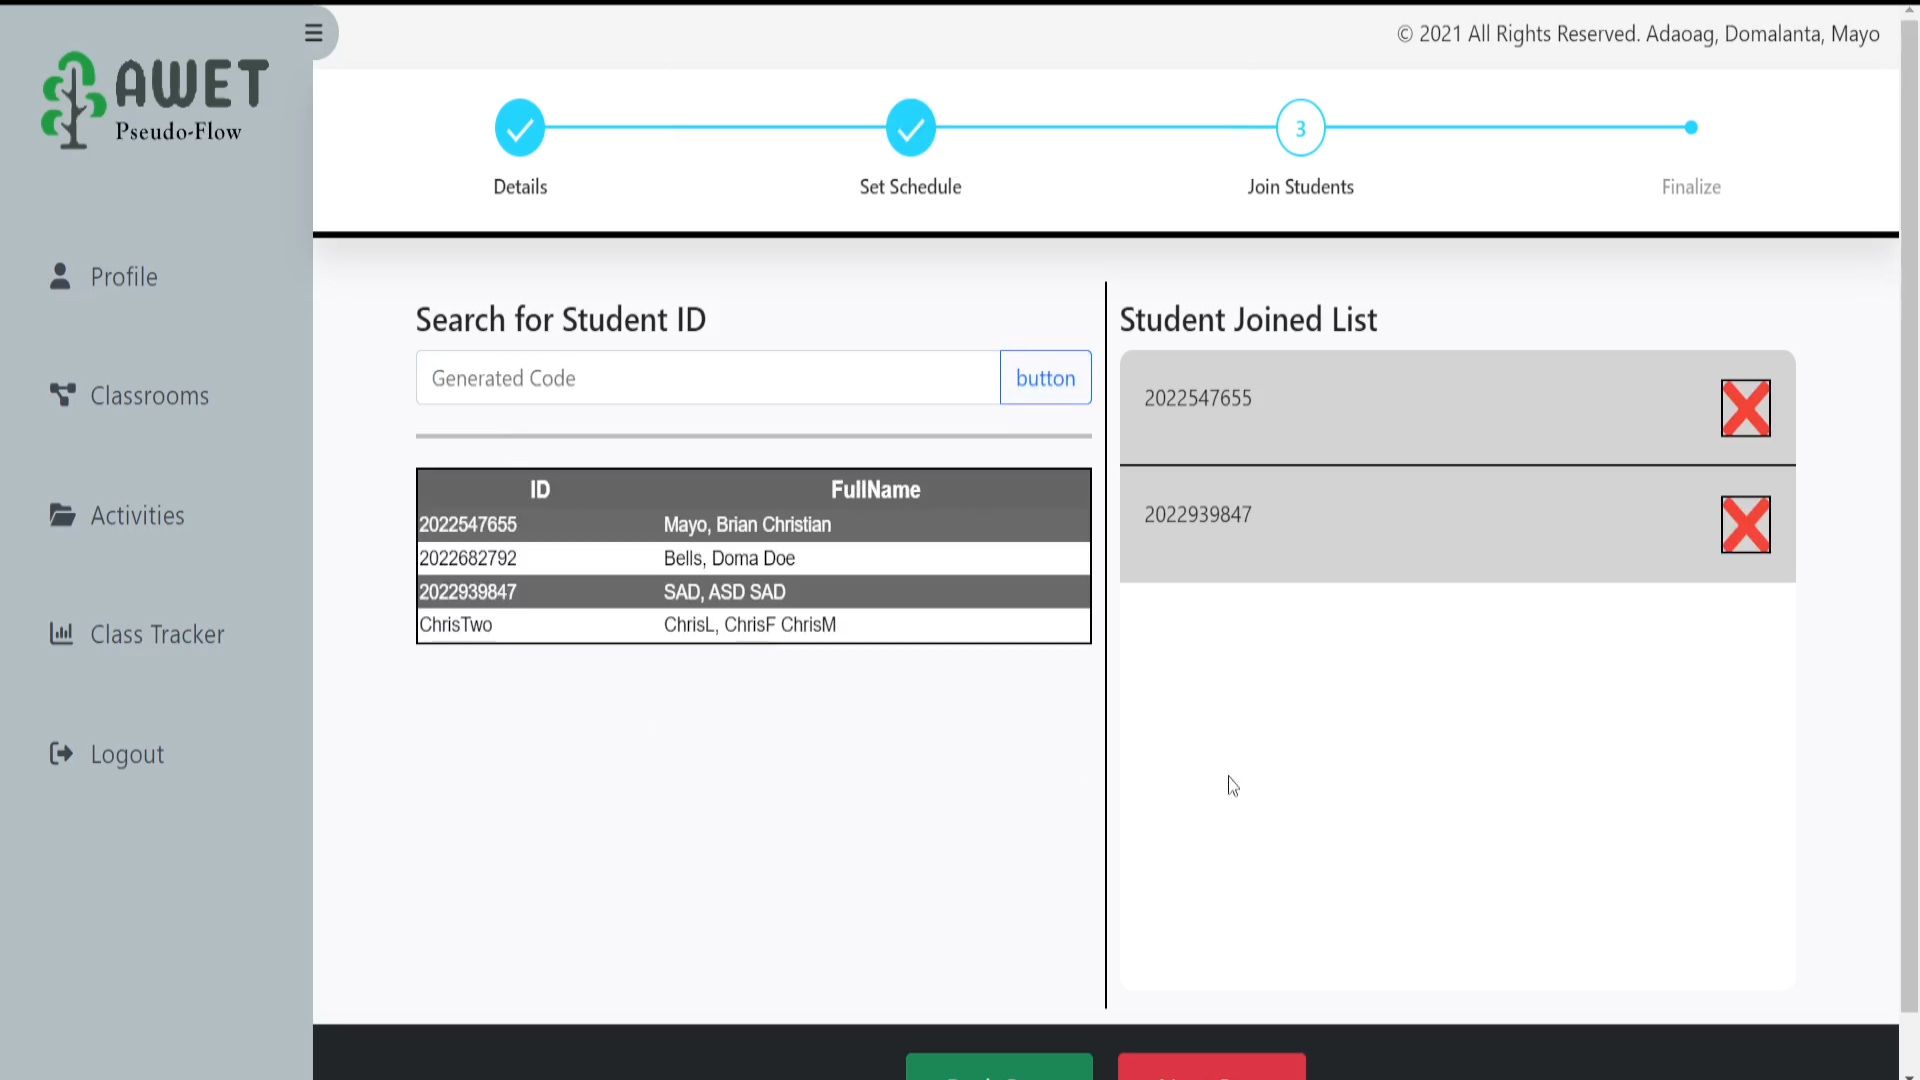 © 2021 All Rights Reserved. Adaoag, Domalanta, Mayo
AWET
Pseudo-Flow
3
Details
Set Schedule
Join Students
Finalize
Profile
Classrooms
Activities
Class Tracker
Logout
Search for Student ID
Generated Code
button
ID FullName
2022547655 Mayo, Brian Christian
2022682792 Bells, Doma Doe
2022939847 SAD, ASD SAD
ChrisTwo ChrisL, ChrisF ChrisM
Student Joined List
2022547655
2022939847